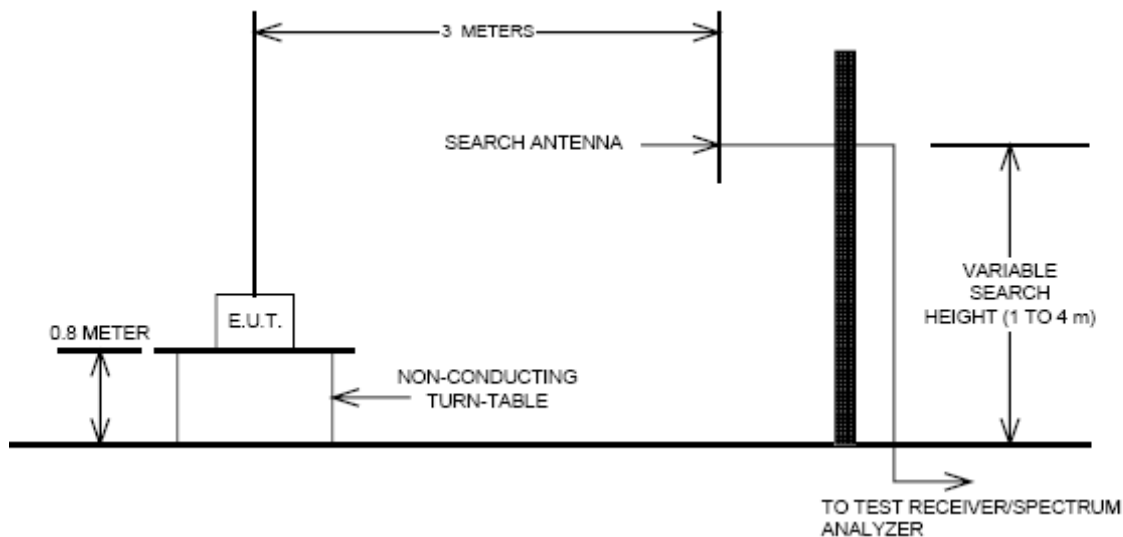 3 METERS
SEARCH ANTENNA
E.U.T.
0.8 METER
NON-CONDUCTING
TURN-TABLE
VARIABLE
SEARCH
HEIGHT (1 TO 4 m)
TO TEST RECEIVER/SPECTRUM
ANALYZER